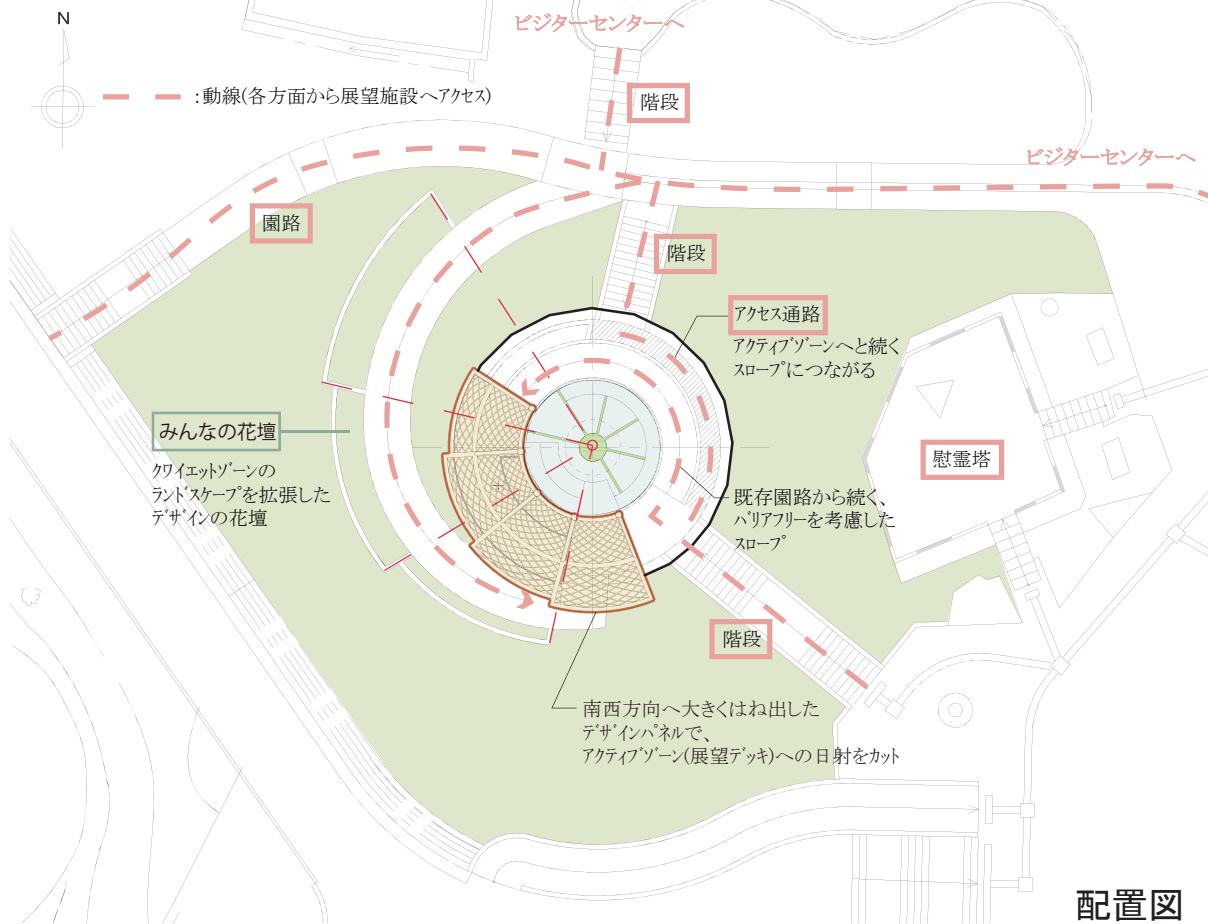 N
ビジターセンターへ
:動線(各方面から展望施設へアクセス)
階段
ビジターセンターへ
園路
階段
アクセス通路
アクティブゾーンへと続く
スロープにつながる
みんなの花壇
クワイエットゾーンの
ランドスケープを拡張した
デザインの花壇
慰霊塔
既存園路から続く、
バリアフリーを考慮した
スロープ
階段
南西方向へ大きくはね出した
デザインパネルで、
アクティブゾーン(展望デッキ)への日射をカット
配置図